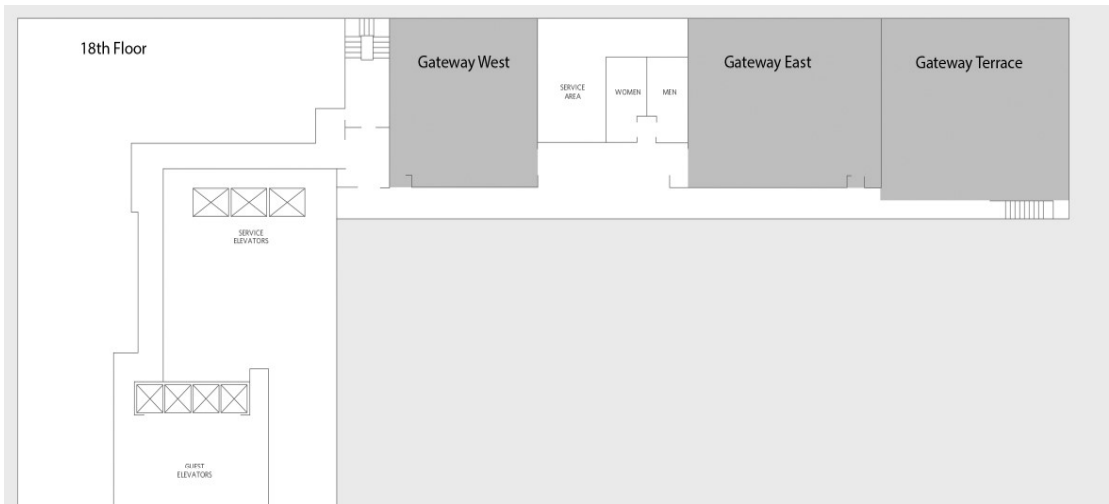 18th Floor
Gateway West
SERVICE
AREA
WOMEN
MEN
Gateway East
Gateway Terrace
SERVICE
ELEVATORS
GUEST
ELEVATORS